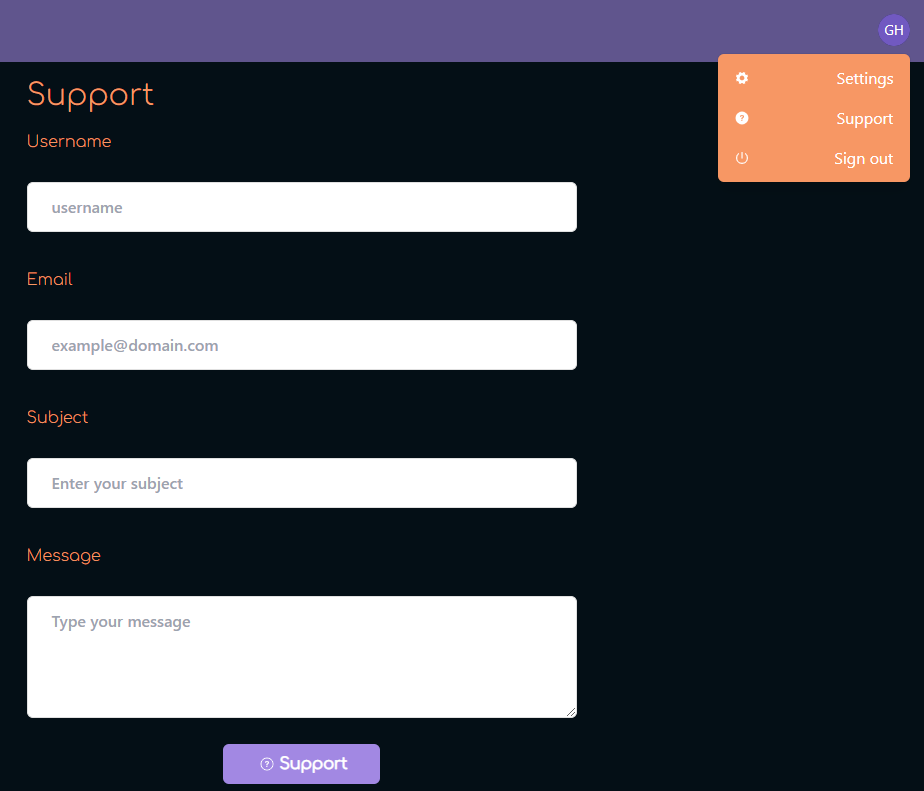 GH
Settings
Support
Sign out
Support
Username
username
Email
example@domain.com
Subject
Enter your subject
Message
Type your message
Support